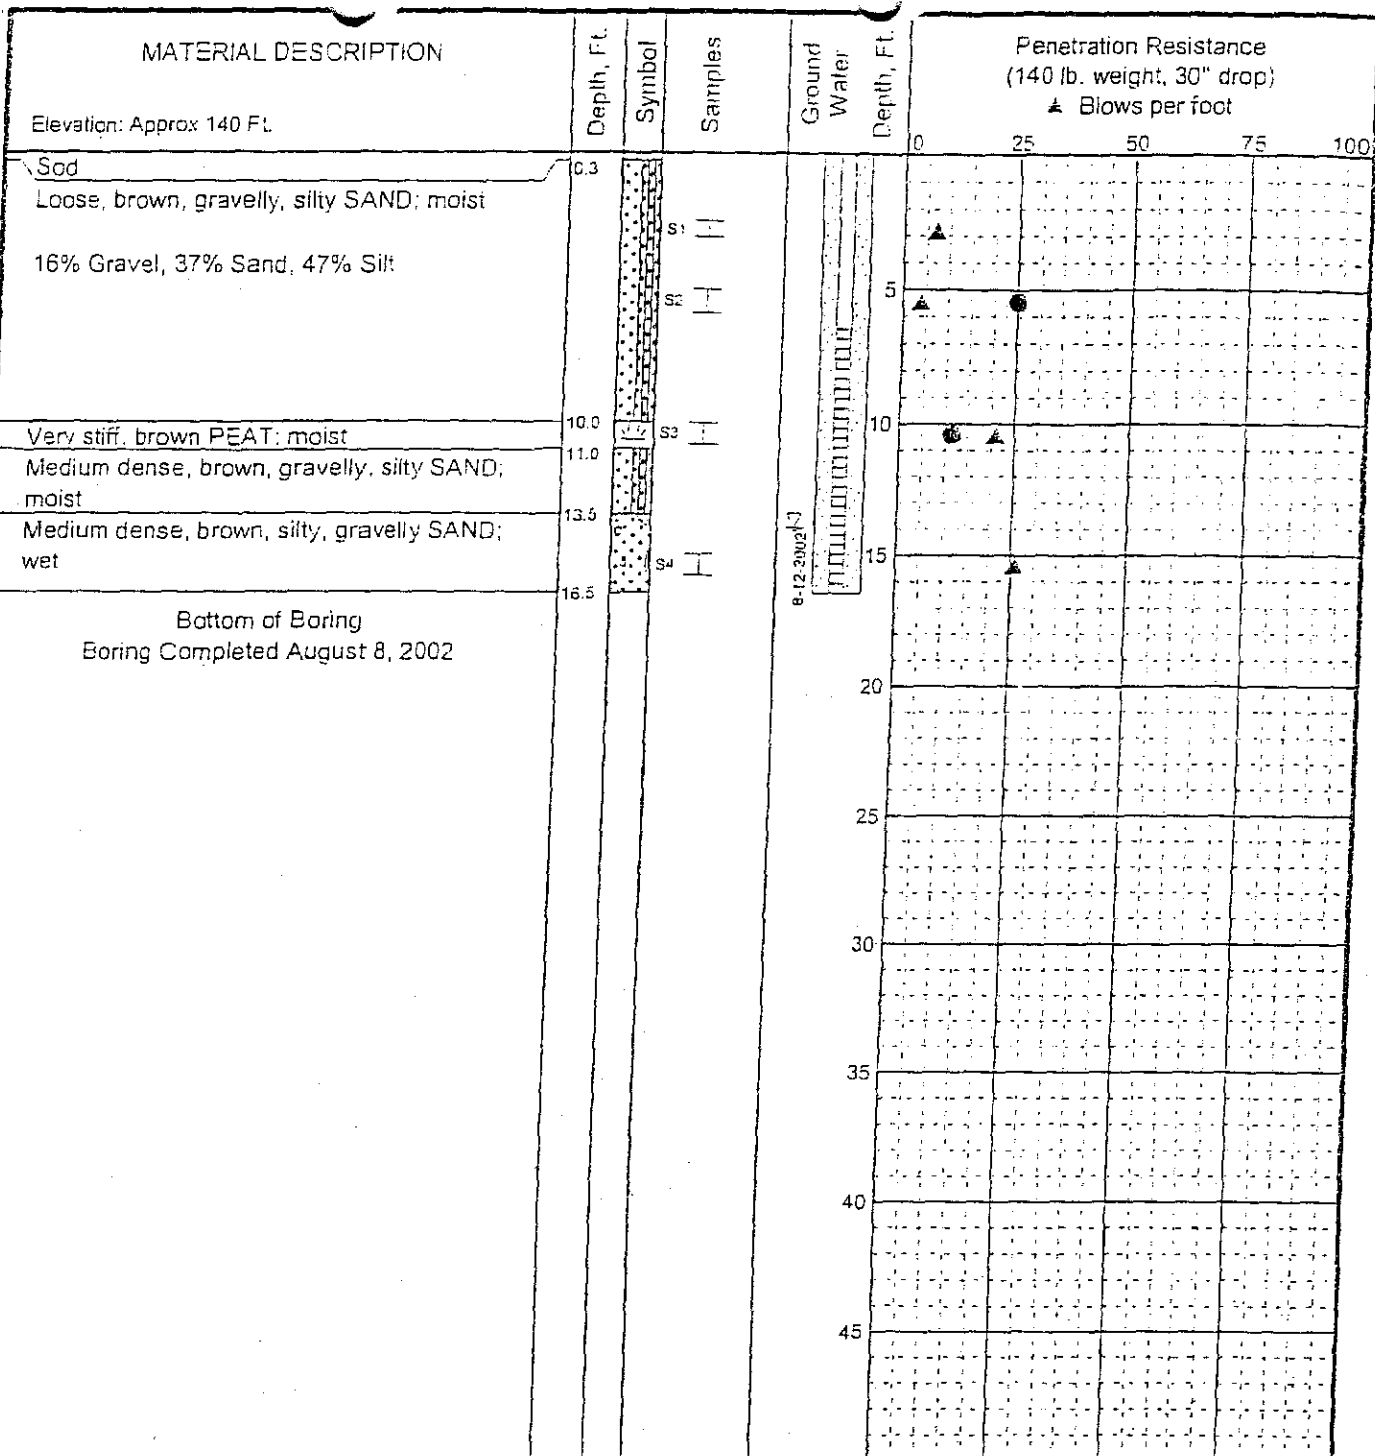 MATERIAL DESCRIPTION
Elevation: Approx 140 Ft.
Depth, Ft.
Symbol
Samples
Ground
Water
Depth, Ft.
Penetration Resistance
(140 lb. weight, 30" drop)
▲ Blows per foot
0 25 50 75 100
Sod
0.3
Loose, brown, gravelly, silty SAND; moist
S1
16% Gravel, 37% Sand, 47% Silt
S2
5
10.0
Very stiff, brown PEAT; moist
S3
10
11.0
Medium dense, brown, gravelly, silty SAND;
moist
13.5
Medium dense, brown, silty, gravelly SAND;
wet
S4
8-12-2002
15
16.5
Bottom of Boring
Boring Completed August 8, 2002
20
25
30
35
40
45